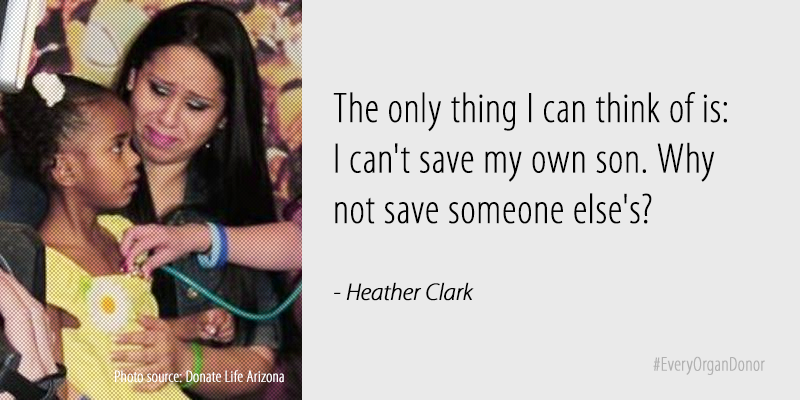 The only thing I can think of is:
I can't save my own son. Why
not save someone else's?
- Heather Clark
#EveryOrganDonor
Photo source: Donate Life Arizona